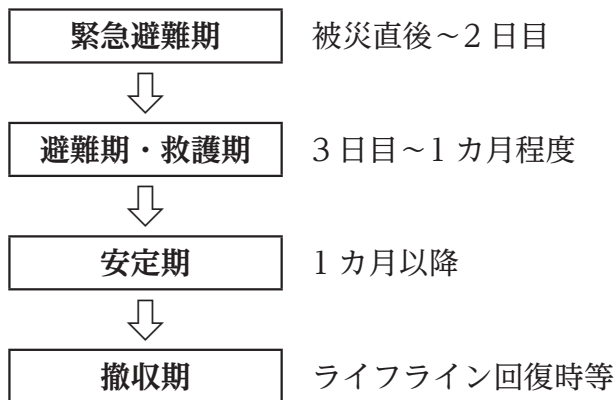 緊急避難期 被災直後～2日目
避難期・救護期 3日目～1カ月程度
安定期 1カ月以降
撤収期 ライフライン回復時等